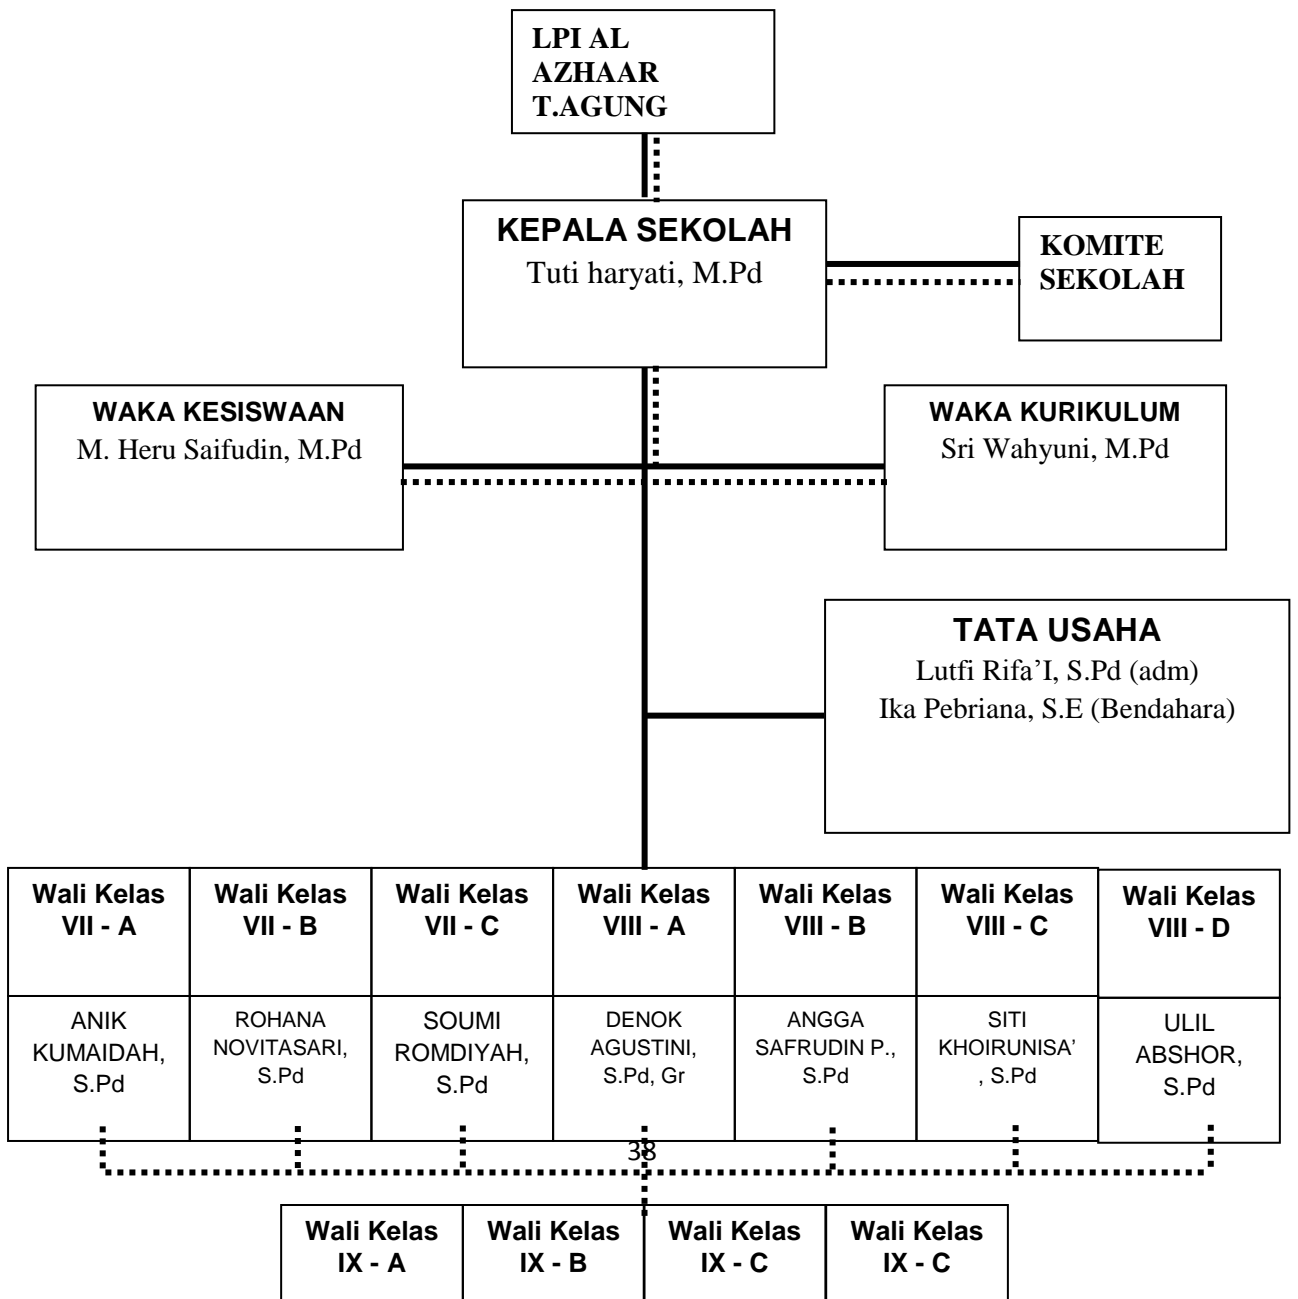 LPI AL
AZHAAR
T.AGUNG
KEPALA SEKOLAH
Tuti haryati, M.Pd
KOMITE
SEKOLAH
WAKA KESISWAAN
M. Heru Saifudin, M.Pd
WAKA KURIKULUM
Sri Wahyuni, M.Pd
TATA USAHA
Lutfi Rifa’I, S.Pd (adm)
Ika Pebriana, S.E (Bendahara)
Wali Kelas
VII - A
Wali Kelas
VII - B
Wali Kelas
VII - C
Wali Kelas
VIII - A
Wali Kelas
VIII - B
Wali Kelas
VIII - C
Wali Kelas
VIII - D
ANIK
KUMAIDAH,
S.Pd
ROHANA
NOVITASARI,
S.Pd
SOUMI
ROMDIYAH,
S.Pd
DENOK
AGUSTINI,
S.Pd, Gr
ANGGA
SAFRUDIN P.,
S.Pd
SITI
KHOIRUNISA’
, S.Pd
ULIL
ABSHOR,
S.Pd
38
Wali Kelas
IX - A
Wali Kelas
IX - B
Wali Kelas
IX - C
Wali Kelas
IX - C